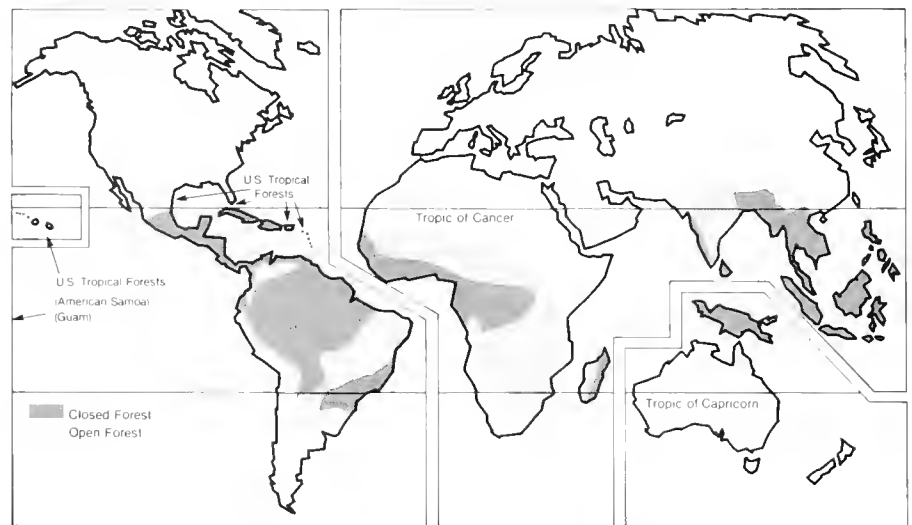 U.S. Tropical
Forests
Tropic of Cancer
U.S. Tropical Forests
(American Samoa)
(Guam)
Closed Forest
Open Forest
Tropic of Capricorn